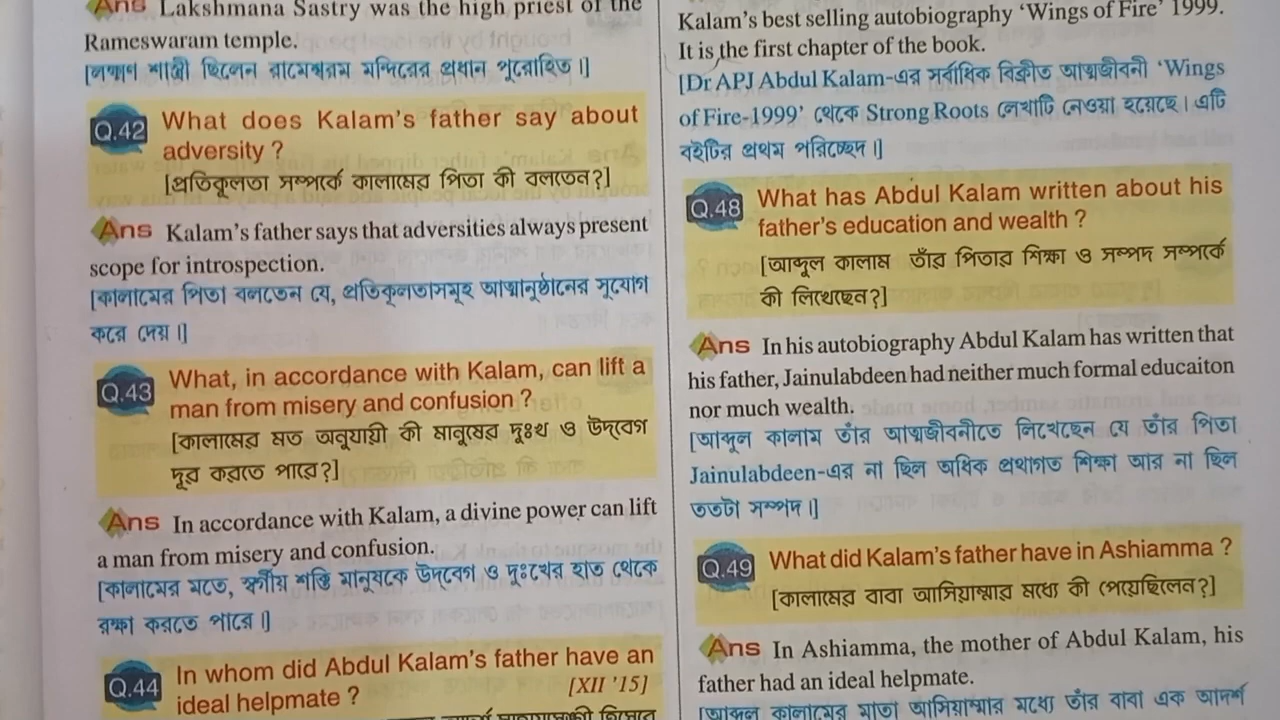 Ans Lakshmana Sastry was the high priest of the
Rameswaram temple.
[লক্ষ্মণ শাস্ত্রী ছিলেন রামেশ্বরম মন্দিরের প্রধান পুরোহিত।]
Q.42 What does Kalam's father say about
adversity ?
[প্রতিকূলতা সম্পর্কে কালামের পিতা কী বলতেন?]
Ans Kalam's father says that adversities always present
scope for introspection.
[কালামের পিতা বলতেন যে, প্রতিকূলতাসমূহ আত্মানুষ্ঠানের সুযোগ
করে দেয়।]
Q.43 What, in accordance with Kalam, can lift a
man from misery and confusion ?
[কালামের মত অনুযায়ী কী মানুষের দুঃখ ও উদ্‌বেগ
দূর করতে পারে?]
Ans In accordance with Kalam, a divine power can lift
a man from misery and confusion.
[কালামের মতে, স্বর্গীয় শক্তি মানুষকে উদ্‌বেগ ও দুঃখের হাত থেকে
রক্ষা করতে পারে।]
Q.44 In whom did Abdul Kalam's father have an
ideal helpmate ? [XII '15]
Kalam's best selling autobiography 'Wings of Fire' 1999.
It is the first chapter of the book.
[Dr APJ Abdul Kalam-এর সর্বাধিক বিক্রীত আত্মজীবনী 'Wings
of Fire-1999' থেকে Strong Roots লেখাটি নেওয়া হয়েছে। এটি
বইটির প্রথম পরিচ্ছেদ।]
Q.48 What has Abdul Kalam written about his
father's education and wealth ?
[আব্দুল কালাম তাঁর পিতার শিক্ষা ও সম্পদ সম্পর্কে
কী লিখেছেন?]
Ans In his autobiography Abdul Kalam has written that
his father, Jainulabdeen had neither much formal educaiton
nor much wealth.
[আব্দুল কালাম তাঁর আত্মজীবনীতে লিখেছেন যে তাঁর পিতা
Jainulabdeen-এর না ছিল অধিক প্রথাগত শিক্ষা আর না ছিল
ততটা সম্পদ।]
Q.49 What did Kalam's father have in Ashiamma ?
[কালামের বাবা আসিয়াম্মার মধ্যে কী পেয়েছিলেন?]
Ans In Ashiamma, the mother of Abdul Kalam, his
father had an ideal helpmate.
[আব্দুল কালামের মাতা আসিয়াম্মার মধ্যে তাঁর বাবা এক আদর্শ